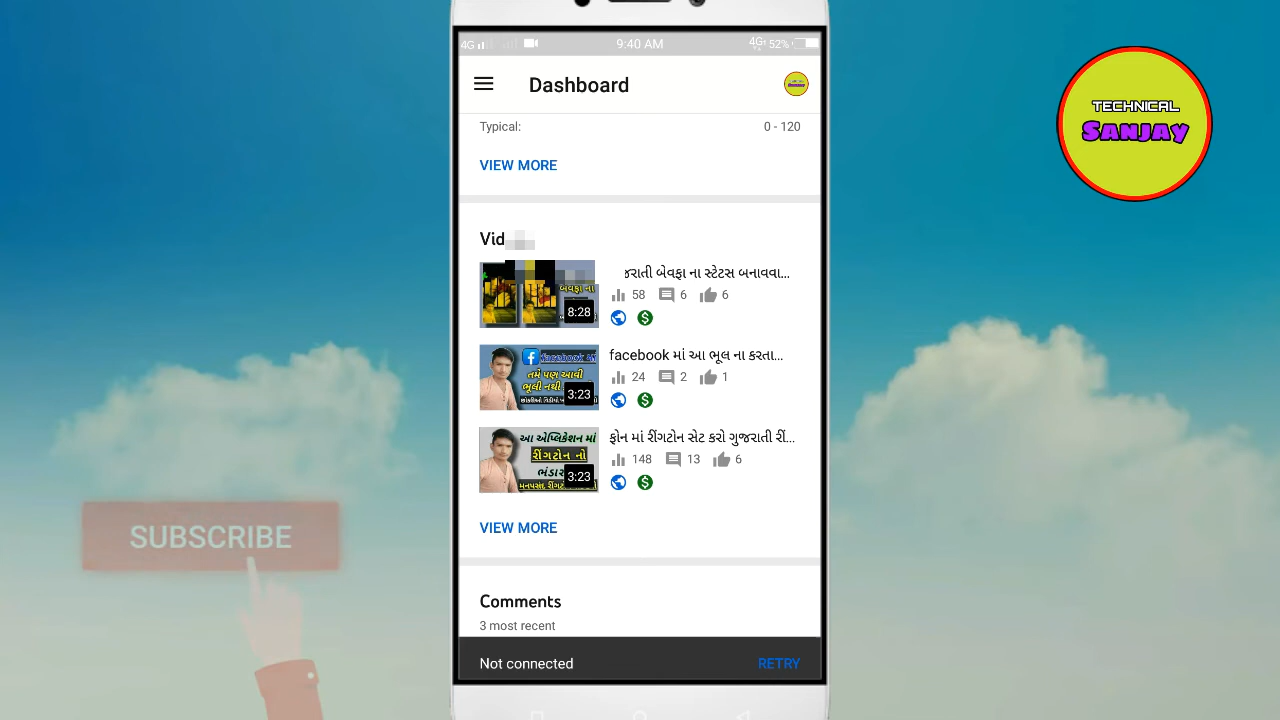 4G 9:40 AM 4G 52%
Dashboard
TECHNICAL
SANJAY
Typical: 0 - 120
VIEW MORE
Vid
જરાતી બેવફા ના સ્ટેટસ બનાવવા...
બેવફા ના
8:28
58 6 6
facebook માં આ ભૂલ ના કરતા...
facebook માં
તમે પણ આવી
ભૂલી નથી
3:23
24 2 1
ફોન માં રીંગટોન સેટ કરો ગુજરાતી રીં...
આ એપ્લિકેશન માં
રીંગટોન નો
ભંડાર
3:23
148 13 6
VIEW MORE
SUBSCRIBE
Comments
3 most recent
Not connected RETRY